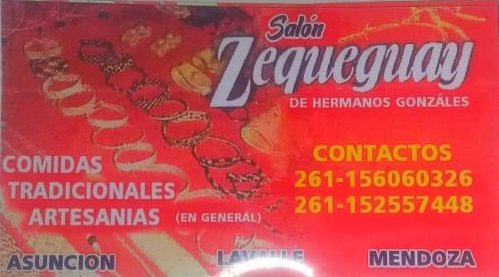 Salón
Zequeguay
DE HERMANOS GONZÁLES
COMIDAS
TRADICIONALES
ARTESANIAS (EN GENERAL)
CONTACTOS
261-156060326
261-152557448
ASUNCION LAVALLE MENDOZA